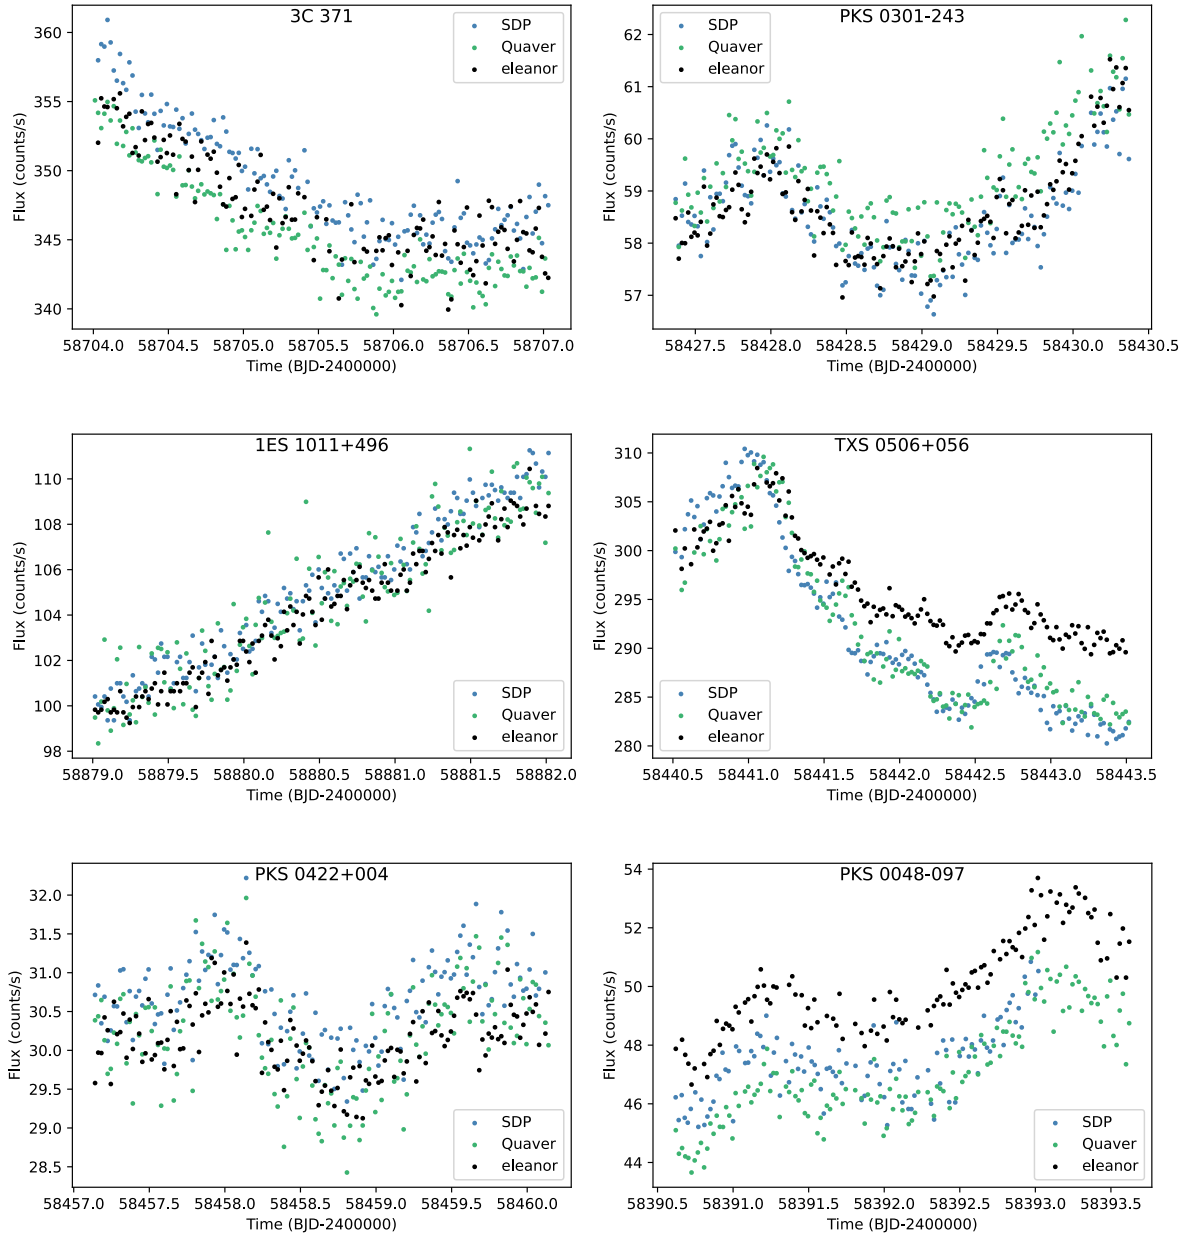 3C 371
SDP
Quaver
eleanor
Flux (counts/s)
360
355
350
345
340
58704.0 58704.5 58705.0 58705.5 58706.0 58706.5 58707.0
Time (BJD-2400000)
PKS 0301-243
SDP
Quaver
eleanor
Flux (counts/s)
62
61
60
59
58
57
58427.5 58428.0 58428.5 58429.0 58429.5 58430.0 58430.5
Time (BJD-2400000)
1ES 1011+496
Flux (counts/s)
110
108
106
104
102
100
98
SDP
Quaver
eleanor
58879.0 58879.5 58880.0 58880.5 58881.0 58881.5 58882.0
Time (BJD-2400000)
TXS 0506+056
Flux (counts/s)
310
305
300
295
290
285
280
SDP
Quaver
eleanor
58440.5 58441.0 58441.5 58442.0 58442.5 58443.0 58443.5
Time (BJD-2400000)
PKS 0422+004
Flux (counts/s)
32.0
31.5
31.0
30.5
30.0
29.5
29.0
28.5
SDP
Quaver
eleanor
58457.0 58457.5 58458.0 58458.5 58459.0 58459.5 58460.0
Time (BJD-2400000)
PKS 0048-097
Flux (counts/s)
54
52
50
48
46
44
SDP
Quaver
eleanor
58390.5 58391.0 58391.5 58392.0 58392.5 58393.0 58393.5
Time (BJD-2400000)